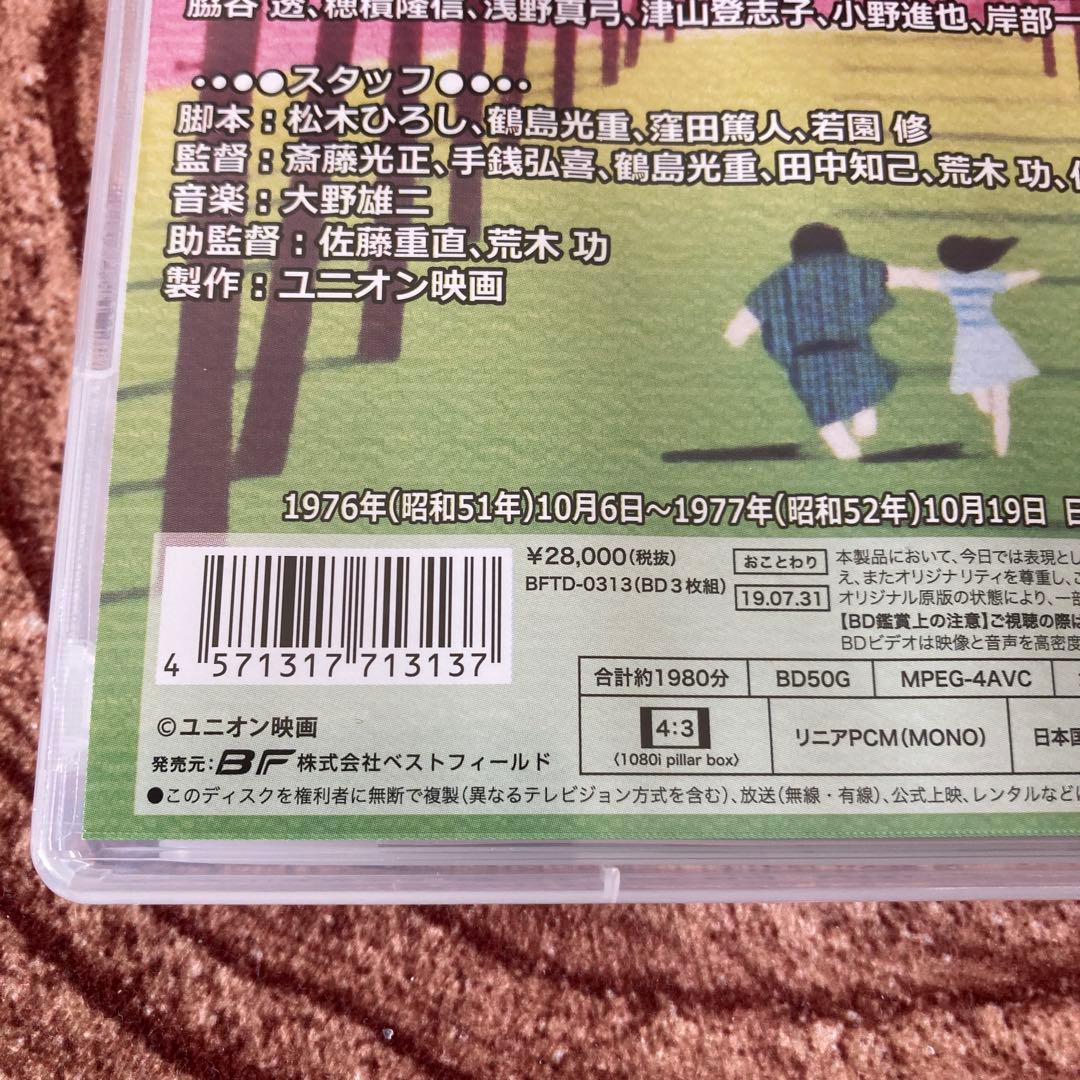 脇谷 透、穂積隆信、浅野真弓、津山登志子、小野進也、岸部一
‥●●スタッフ●●‥
脚本：松木ひろし、鶴島光重、窪田篤人、若園 修
監督：斎藤光正、手銭弘喜、鶴島光重、田中知己、荒木 功、
音楽：大野雄二
助監督：佐藤重直、荒木 功
製作：ユニオン映画
1976年(昭和51年)10月6日～1977年(昭和52年)10月19日 日
¥28,000(税抜)
BFTD-0313(BD3枚組)
おことわり
19.07.31
本製品において、今日では表現とし
え、またオリジナリティを尊重し、こ
オリジナル原版の状態により、一部
【BD鑑賞上の注意】ご視聴の際は
BDビデオは映像と音声を高密度
4 571317 713137
合計約1980分 BD50G MPEG-4AVC
4:3
〈1080i pillar box〉
リニアPCM(MONO)
日本国
©ユニオン映画
発売元：BF 株式会社ベストフィールド
●このディスクを権利者に無断で複製(異なるテレビジョン方式を含む)、放送(無線・有線)、公式上映、レンタルなどに